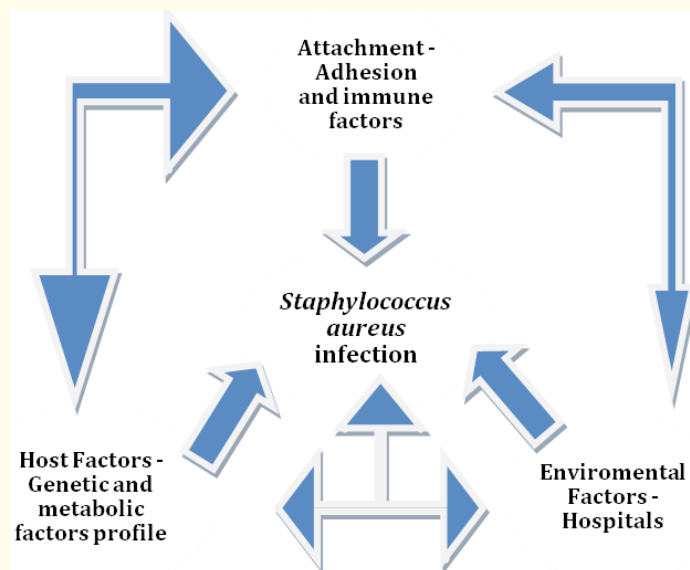 Attachment -
Adhesion
and immune
factors
Staphylococcus
aureus
infection
Host Factors -
Genetic and
metabolic
factors profile
Enviromental
Factors -
Hospitals